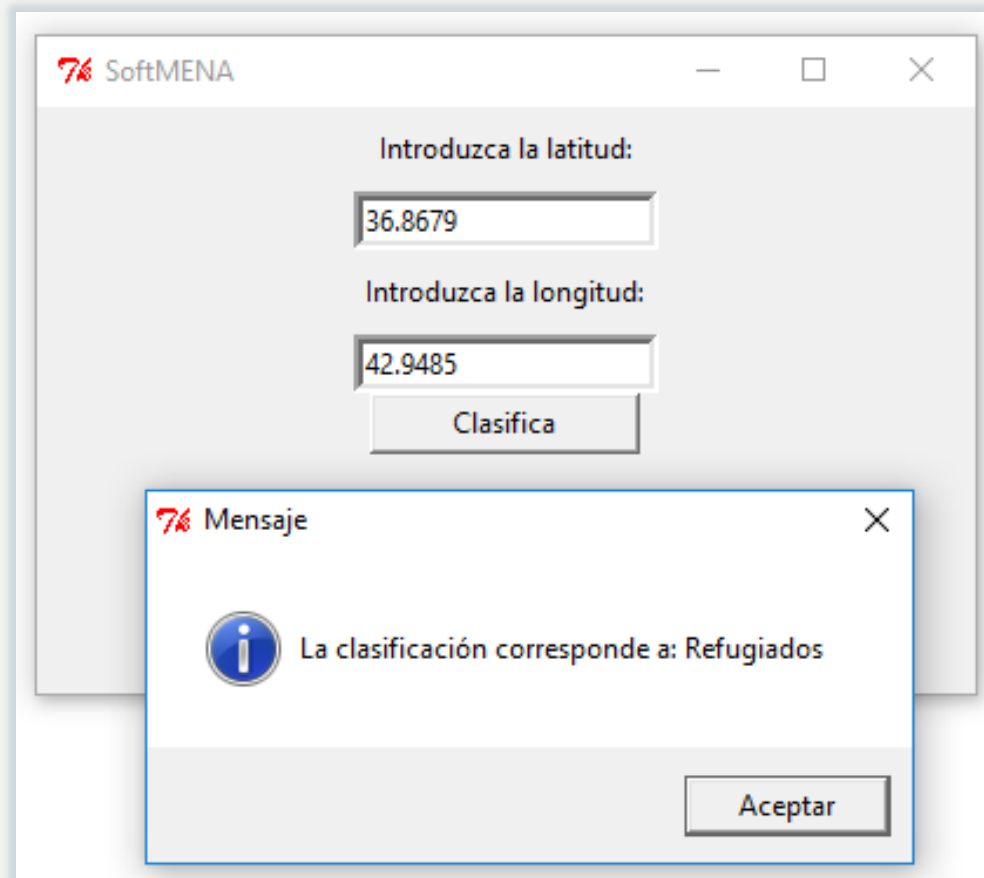 SoftMENA
Introduzca la latitud:
36.8679
Introduzca la longitud:
42.9485
Clasifica
Mensaje
La clasificación corresponde a: Refugiados
Aceptar